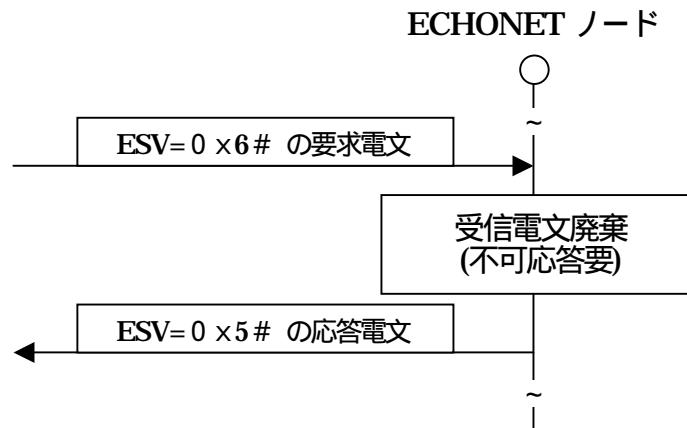 ECHONET ノード
~
ESV=0x6# の要求電文
受信電文廃棄
(不可応答要)
ESV=0x5# の応答電文
~